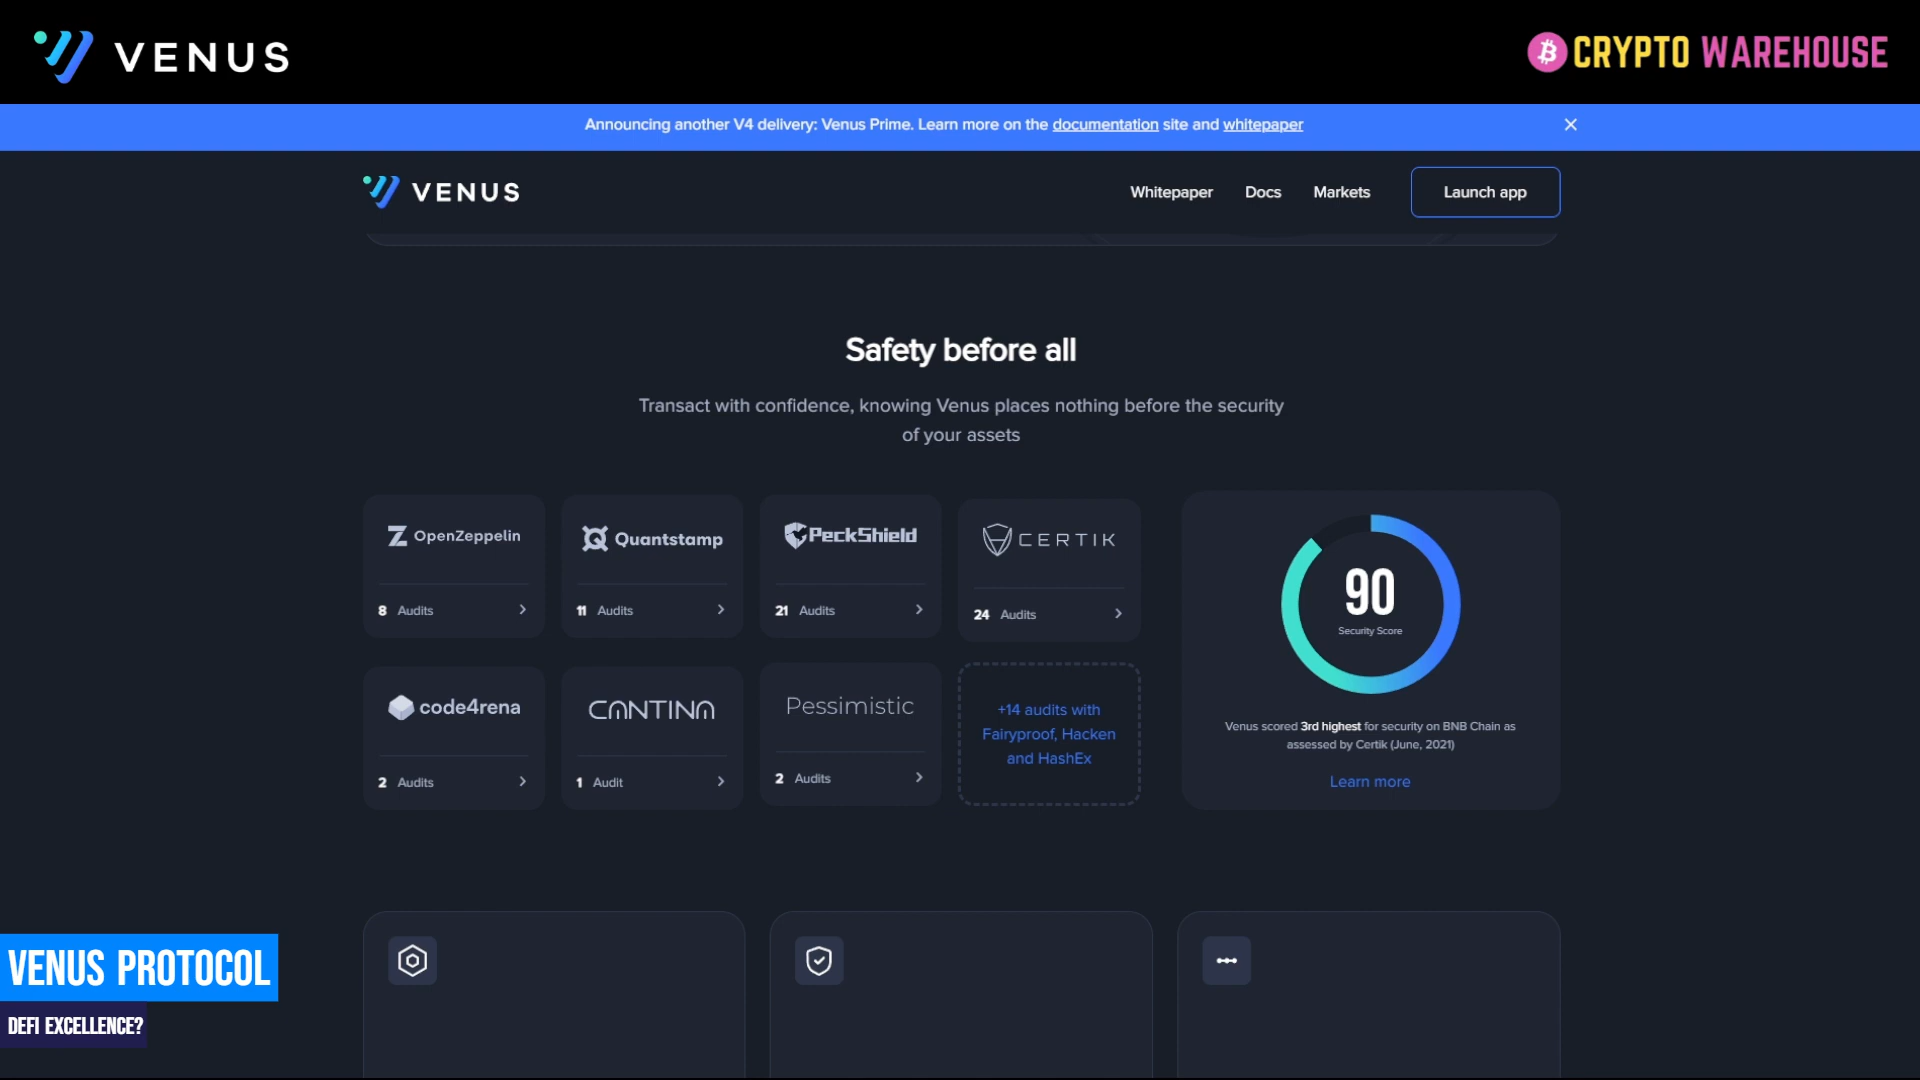 VENUS
CRYPTO WAREHOUSE
Announcing another V4 delivery: Venus Prime. Learn more on the documentation site and whitepaper
VENUS
Whitepaper
Docs
Markets
Launch app
Safety before all
Transact with confidence, knowing Venus places nothing before the security
of your assets
OpenZeppelin
8 Audits
Quantstamp
11 Audits
PeckShield
21 Audits
CERTIK
24 Audits
code4rena
2 Audits
CANTINA
1 Audit
Pessimistic
2 Audits
+14 audits with
Fairyproof, Hacken
and HashEx
90
Security Score
Venus scored 3rd highest for security on BNB Chain as
assessed by Certik (June, 2021)
Learn more
VENUS PROTOCOL
DEFI EXCELLENCE?